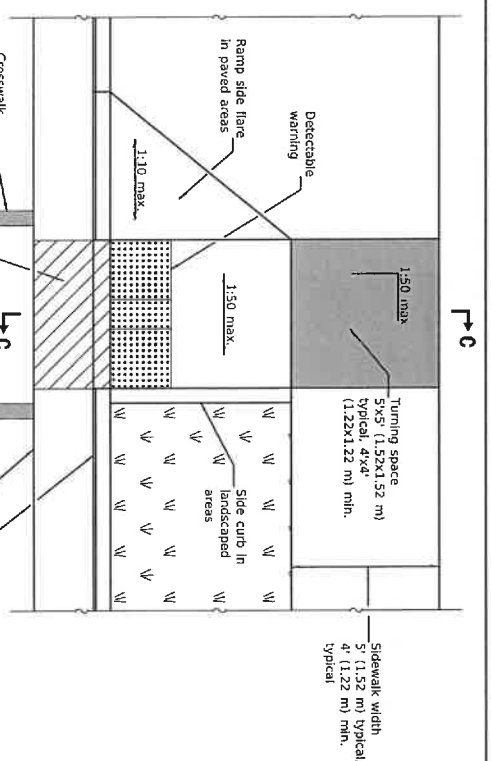 C
1:50 max
Turning space
5'x5' (1.52x1.52 m)
typical, 4'x4'
(1.22x1.22 m) min.
Sidewalk width
5' (1.52 m) typical,
4' (1.22 m) min.
typical
Detectable
warning
Ramp side flare
in paved areas
1:10 max.
1:50 max.
Side curb in
landscaped
areas
Crosswalk
C